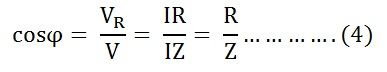 cosφ = V_R/V = IR/IZ = R/Z … … … … . (4)